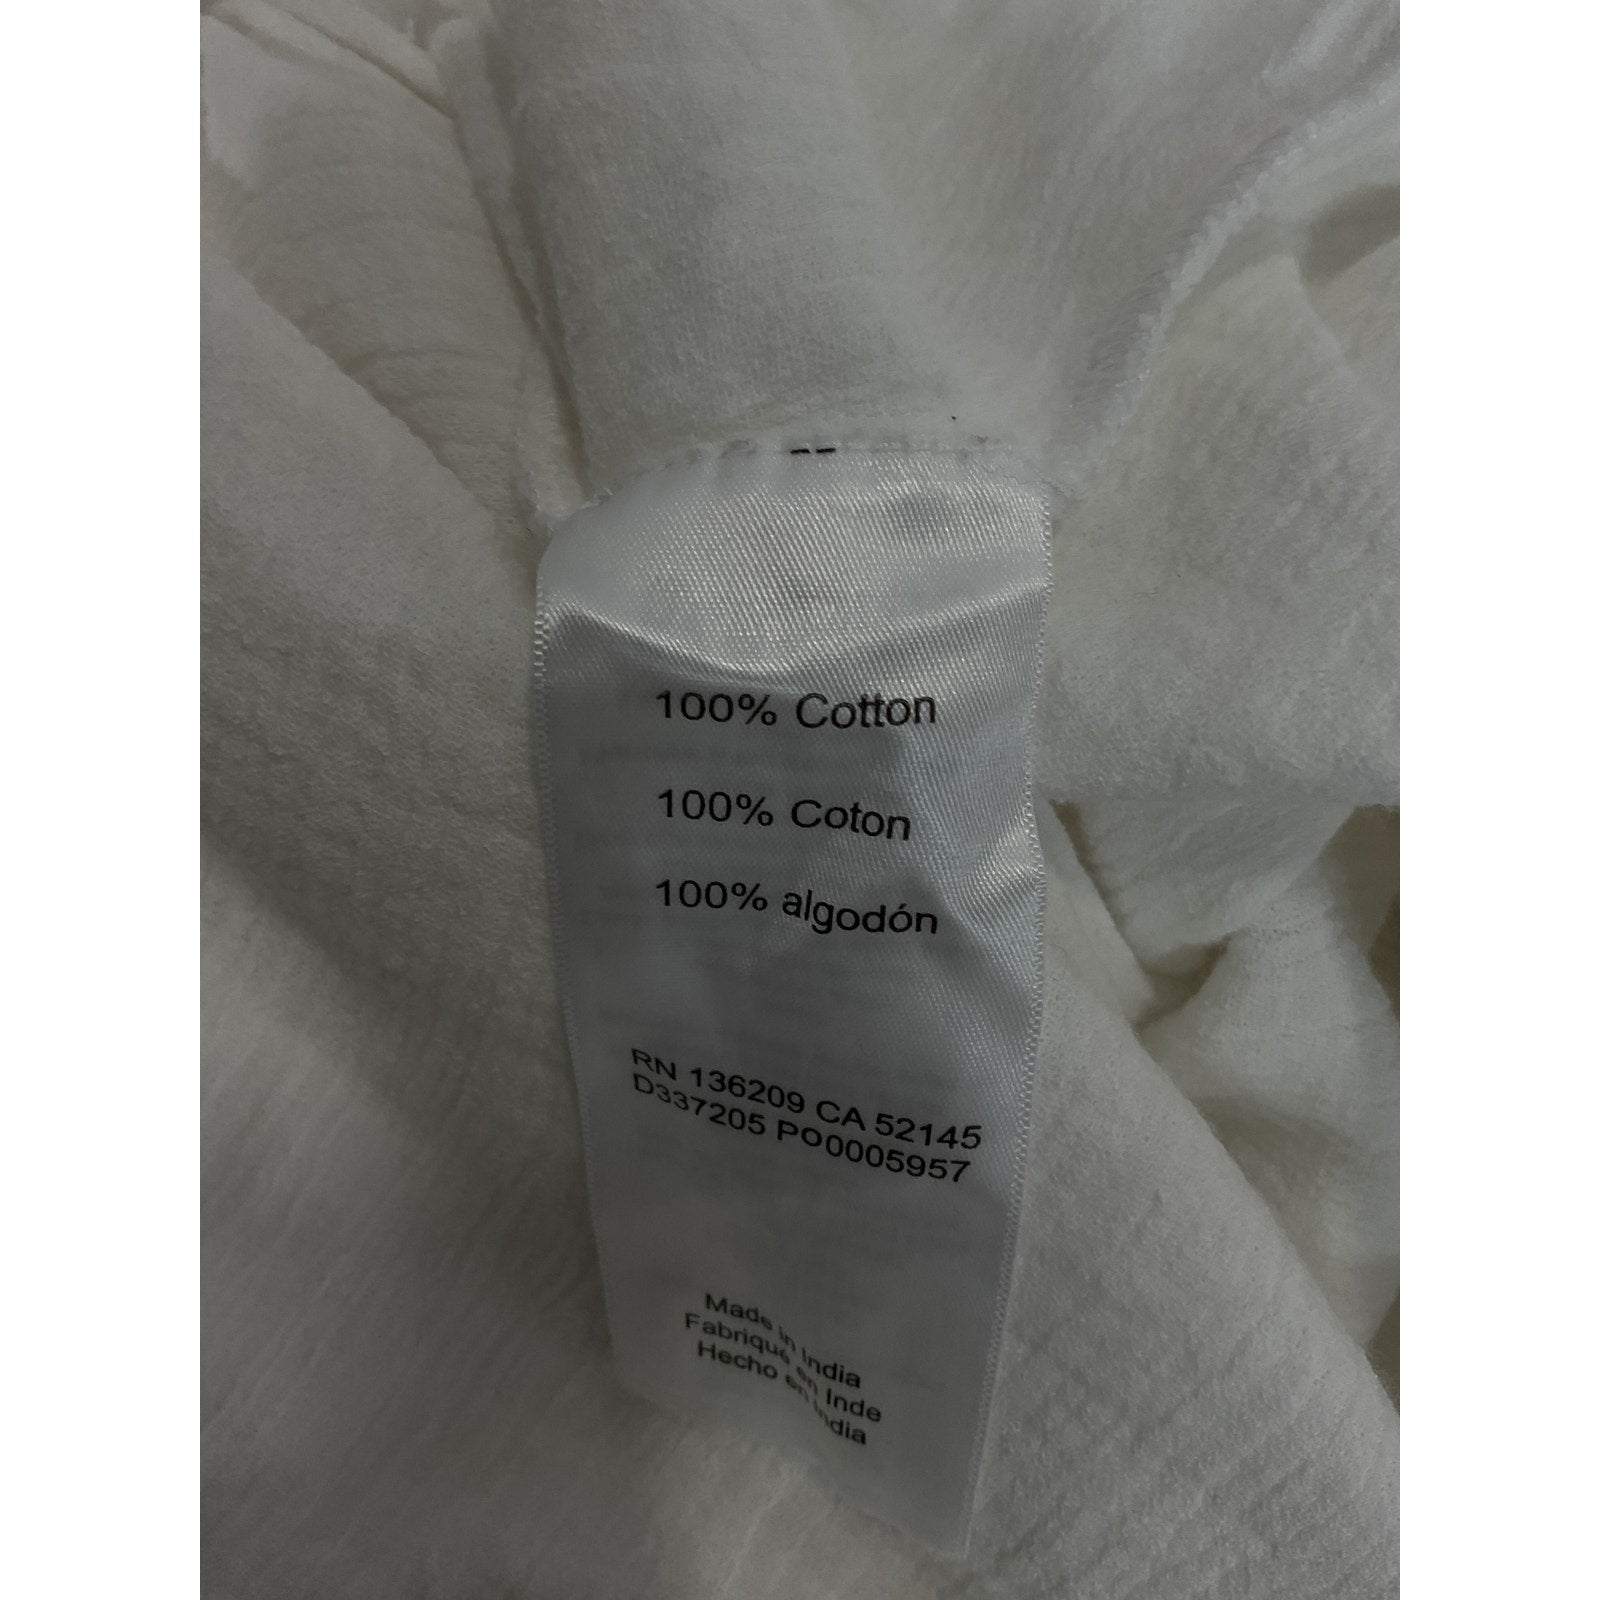 100% Cotton
100% Coton
100% algodón
RN 136209 CA 52145
D337205 PO0005957
Made in India
Fabriqué en Inde
Hecho en India